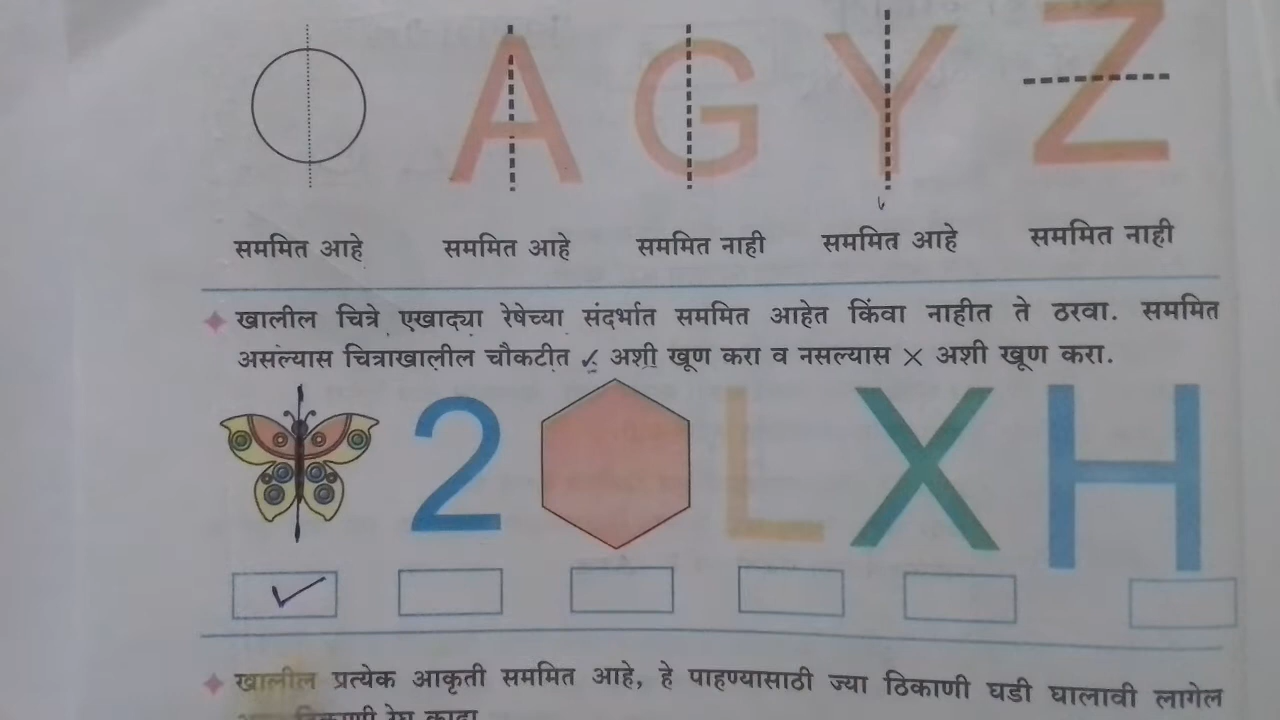 A G Y Z
सममित आहे सममित आहे सममित नाही सममित आहे सममित नाही
खालील चित्रे एखाद्या रेषेच्या संदर्भात सममित आहेत किंवा नाहीत ते ठरवा. सममित
असल्यास चित्राखालील चौकटीत ✓ अशी खूण करा व नसल्यास × अशी खूण करा.
2 L X H
✓
खालील प्रत्येक आकृती सममित आहे, हे पाहण्यासाठी ज्या ठिकाणी घडी घालावी लागेल